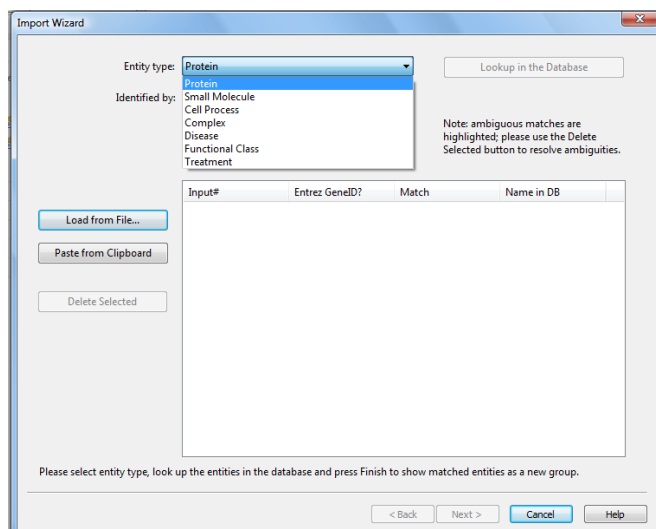 Import Wizard
Entity type: Protein
Lookup in the Database
Protein
Identified by: Small Molecule
Cell Process
Complex
Disease
Functional Class
Treatment
Note: ambiguous matches are
highlighted; please use the Delete
Selected button to resolve ambiguities.
Input# Entrez GeneID? Match Name in DB
Load from File...
Paste from Clipboard
Delete Selected
Please select entity type, look up the entities in the database and press Finish to show matched entities as a new group.
< Back Next > Cancel Help